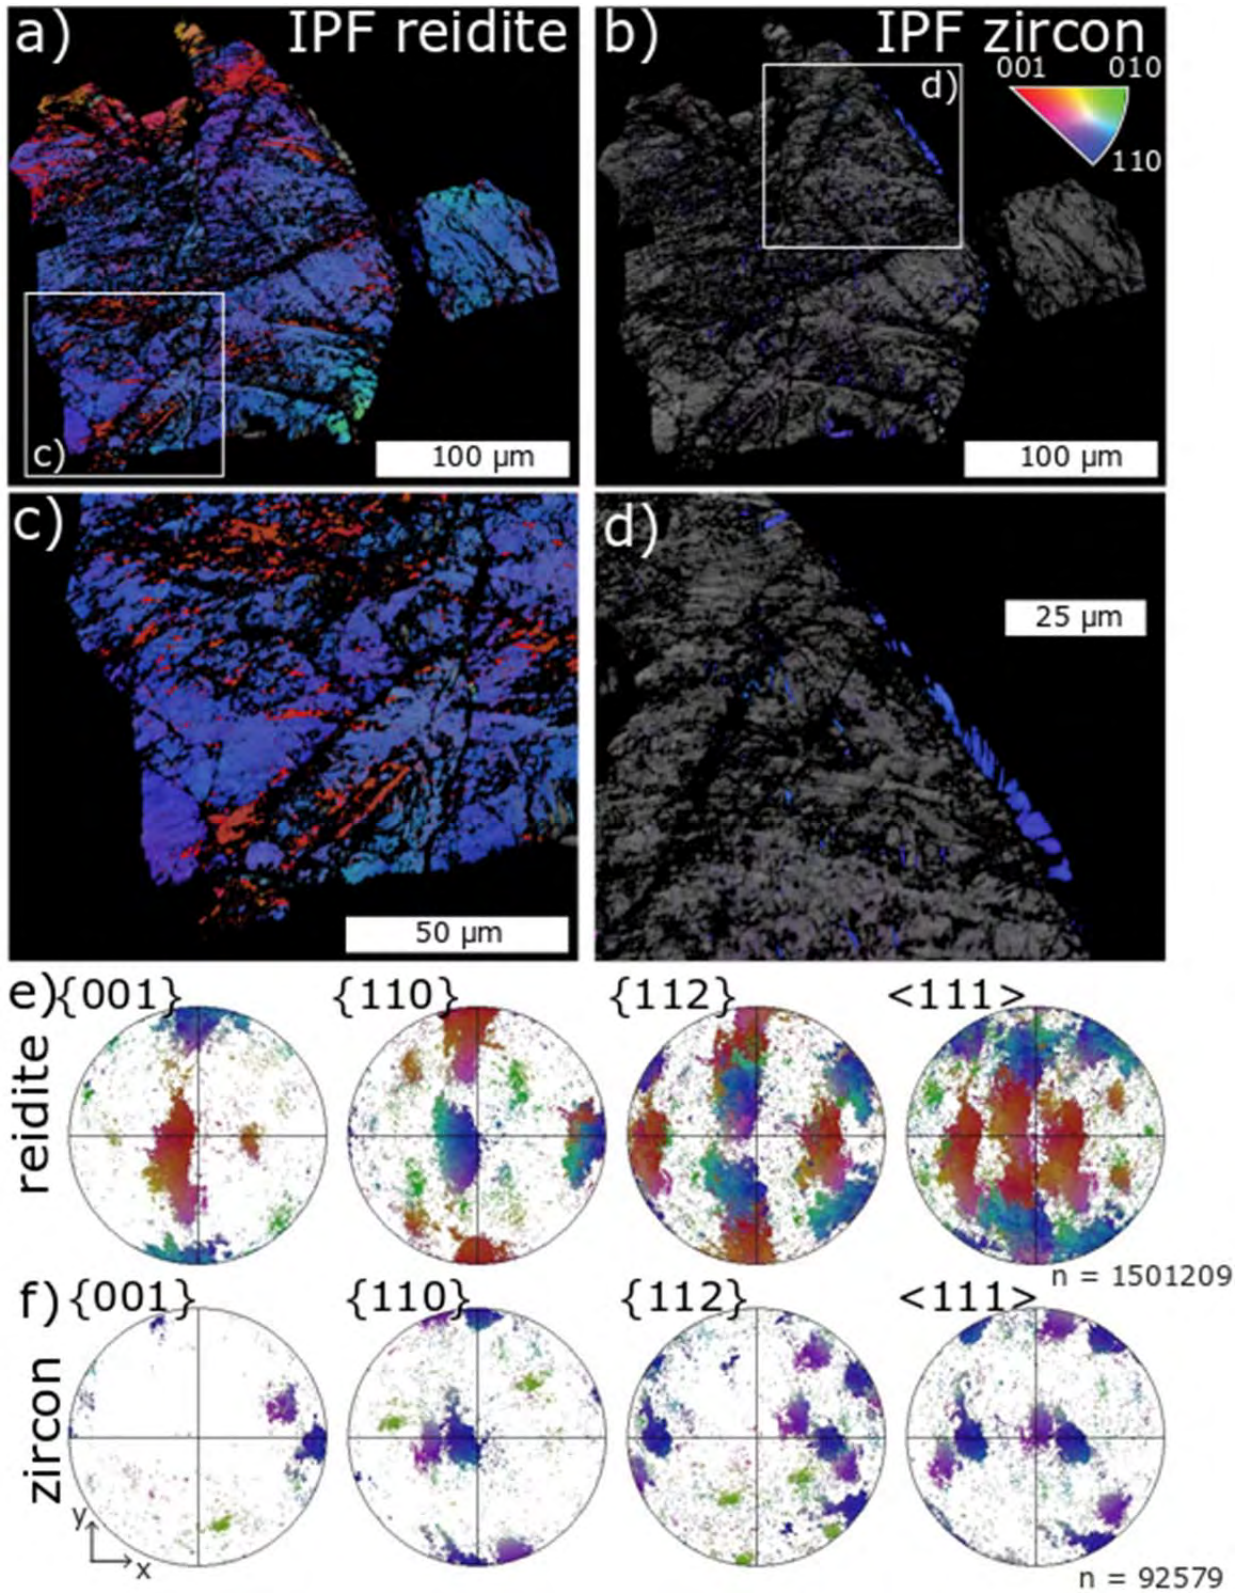 a) IPF reidite
b) IPF zircon
001 010
110
d)
c)
100 µm
100 µm
c)
d)
25 µm
50 µm
e) {001} {110} {112} <111>
reidite
n = 1501209
f) {001} {110} {112} <111>
zircon
y
x
n = 92579